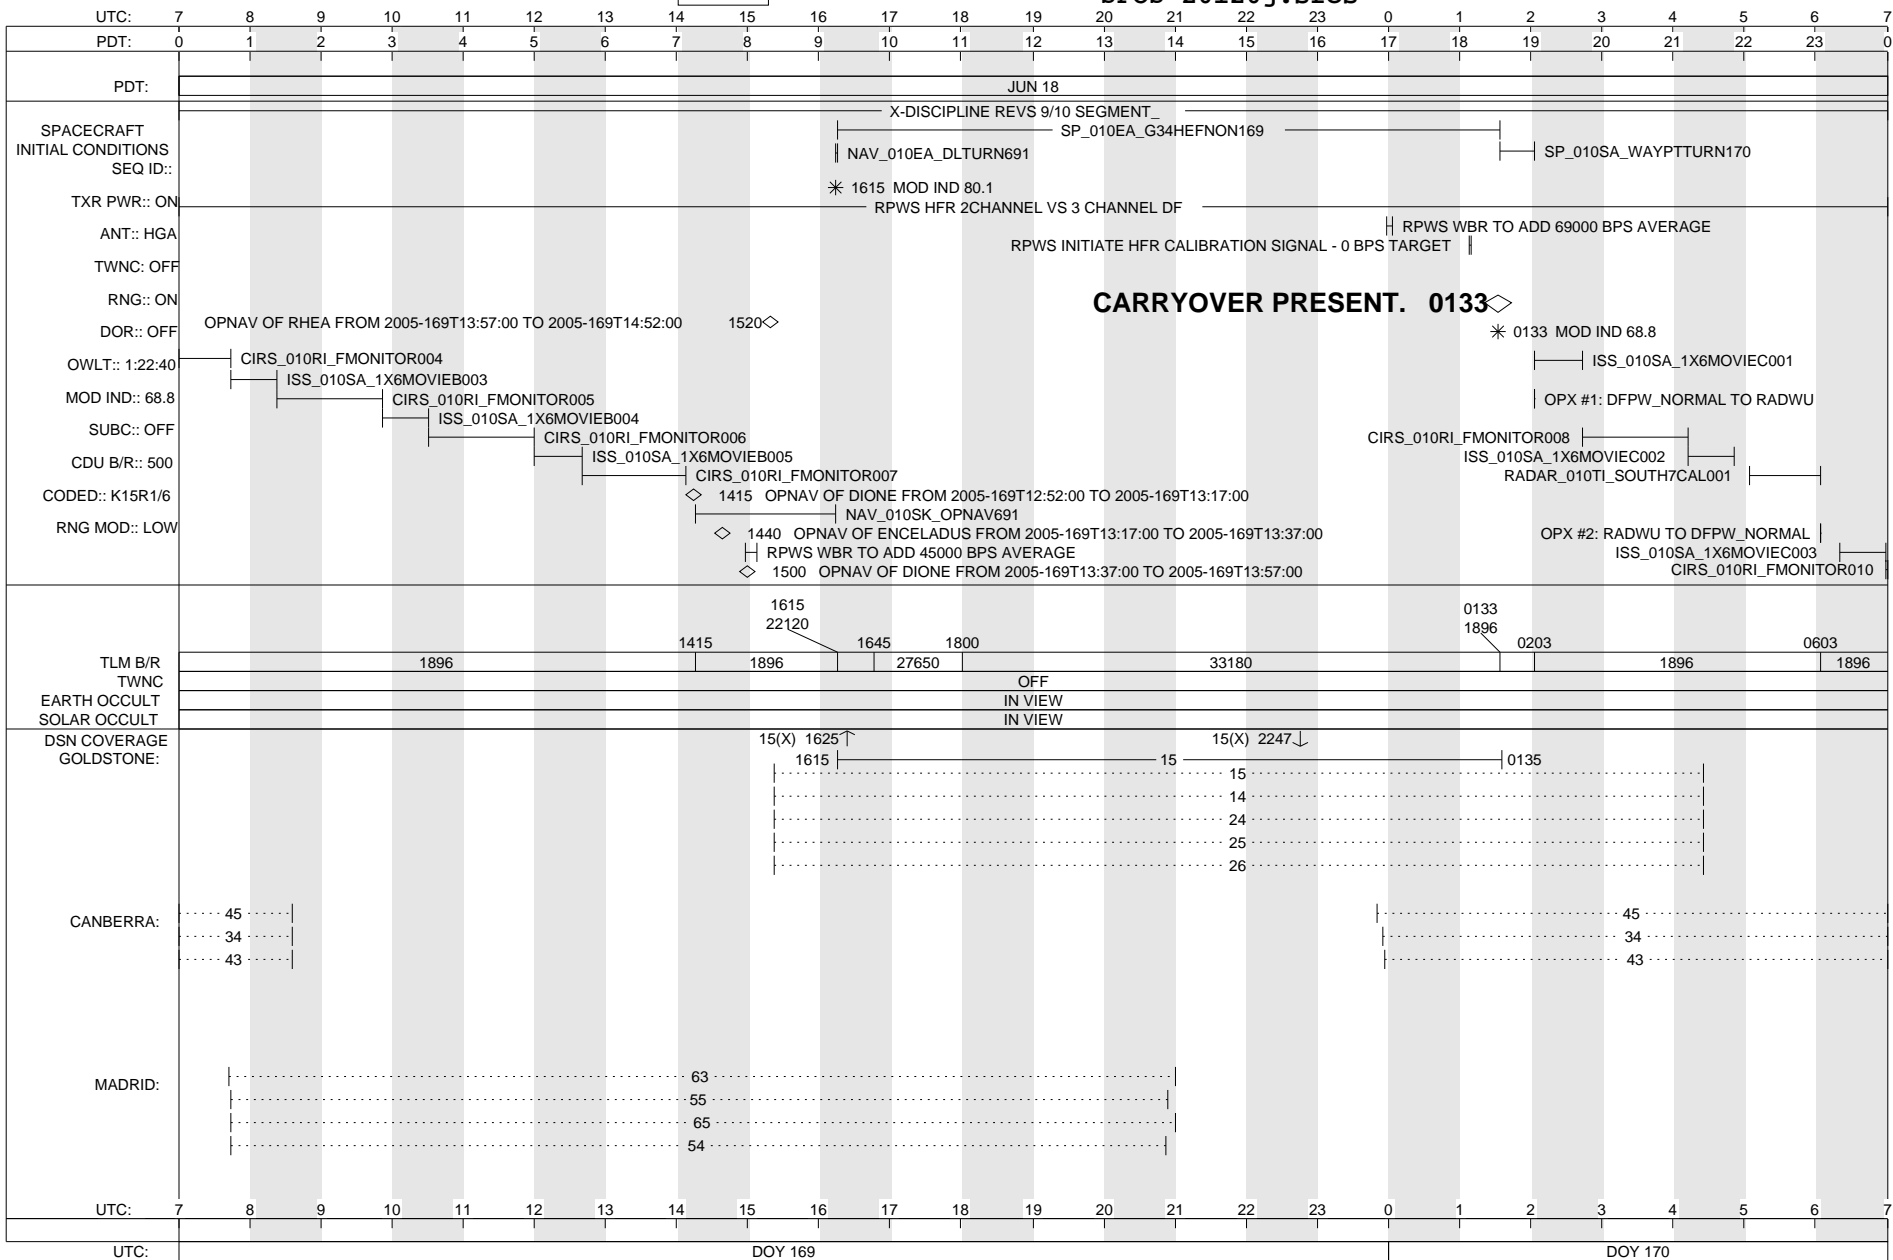 UTC: 7 8 9 10 11 12 13 14 15 16 17 18 19 20 21 22 23 0 1 2 3 4 5 6 7
PDT: 0 1 2 3 4 5 6 7 8 9 10 11 12 13 14 15 16 17 18 19 20 21 22 23 0
PDT: JUN 18
X-DISCIPLINE REVS 9/10 SEGMENT_
SPACECRAFT
INITIAL CONDITIONS
SEQ ID::
SP_010EA_G34HEFNON169
NAV_010EA_DLTURN691
SP_010SA_WAYPTTURN170
1615 MOD IND 80.1
TXR PWR:: ON
RPWS HFR 2CHANNEL VS 3 CHANNEL DF
ANT:: HGA
RPWS WBR TO ADD 69000 BPS AVERAGE
RPWS INITIATE HFR CALIBRATION SIGNAL - 0 BPS TARGET
TWNC: OFF
RNG:: ON
CARRYOVER PRESENT. 0133
OPNAV OF RHEA FROM 2005-169T13:57:00 TO 2005-169T14:52:00 1520
DOR:: OFF
0133 MOD IND 68.8
OWLT:: 1:22:40
CIRS_010RI_FMONITOR004
ISS_010SA_1X6MOVIEC001
ISS_010SA_1X6MOVIEB003
MOD IND:: 68.8
CIRS_010RI_FMONITOR005
OPX #1: DFPW_NORMAL TO RADWU
ISS_010SA_1X6MOVIEB004
SUBC:: OFF
CIRS_010RI_FMONITOR006
CIRS_010RI_FMONITOR008
ISS_010SA_1X6MOVIEB005
ISS_010SA_1X6MOVIEC002
CDU B/R:: 500
CIRS_010RI_FMONITOR007
RADAR_010TI_SOUTH7CAL001
CODED:: K15R1/6
1415 OPNAV OF DIONE FROM 2005-169T12:52:00 TO 2005-169T13:17:00
NAV_010SK_OPNAV691
RNG MOD:: LOW
1440 OPNAV OF ENCELADUS FROM 2005-169T13:17:00 TO 2005-169T13:37:00
OPX #2: RADWU TO DFPW_NORMAL
RPWS WBR TO ADD 45000 BPS AVERAGE
ISS_010SA_1X6MOVIEC003
1500 OPNAV OF DIONE FROM 2005-169T13:37:00 TO 2005-169T13:57:00
CIRS_010RI_FMONITOR010
1615
22120
0133
1896
1415 1645 1800 0203 0603
TLM B/R 1896 1896 27650 33180 1896 1896
TWNC OFF
EARTH OCCULT IN VIEW
SOLAR OCCULT IN VIEW
DSN COVERAGE
GOLDSTONE:
15(X) 1625 15(X) 2247
1615 15 0135
15
14
24
25
26
CANBERRA:
45 45
34 34
43 43
MADRID:
63
55
65
54
UTC: 7 8 9 10 11 12 13 14 15 16 17 18 19 20 21 22 23 0 1 2 3 4 5 6 7
UTC: DOY 169 DOY 170